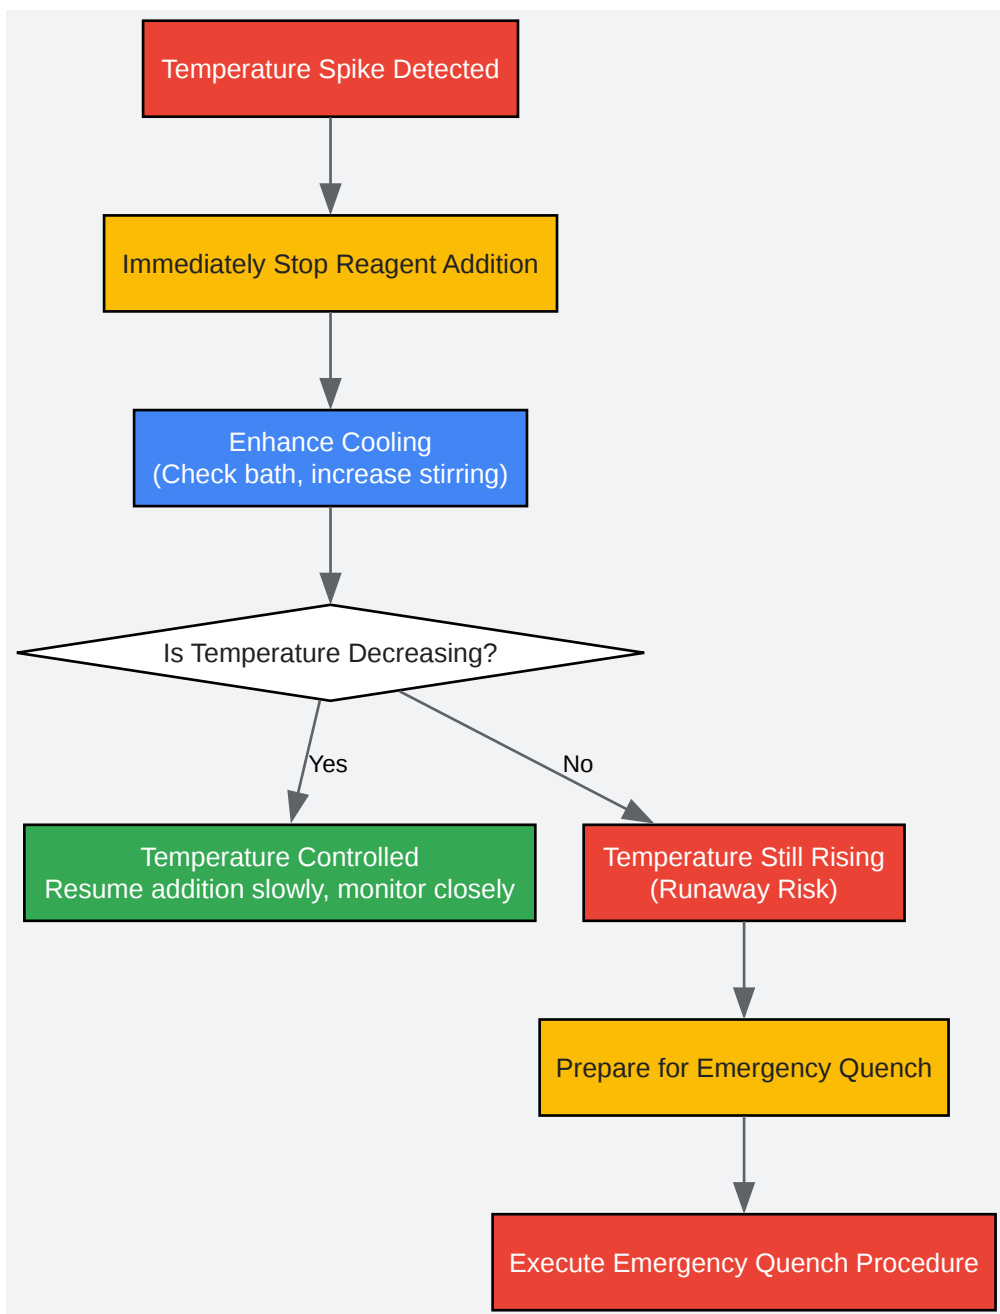 Temperature Spike Detected
Immediately Stop Reagent Addition
Enhance Cooling
(Check bath, increase stirring)
Is Temperature Decreasing?
Yes
No
Temperature Controlled
Resume addition slowly, monitor closely
Temperature Still Rising
(Runaway Risk)
Prepare for Emergency Quench
Execute Emergency Quench Procedure